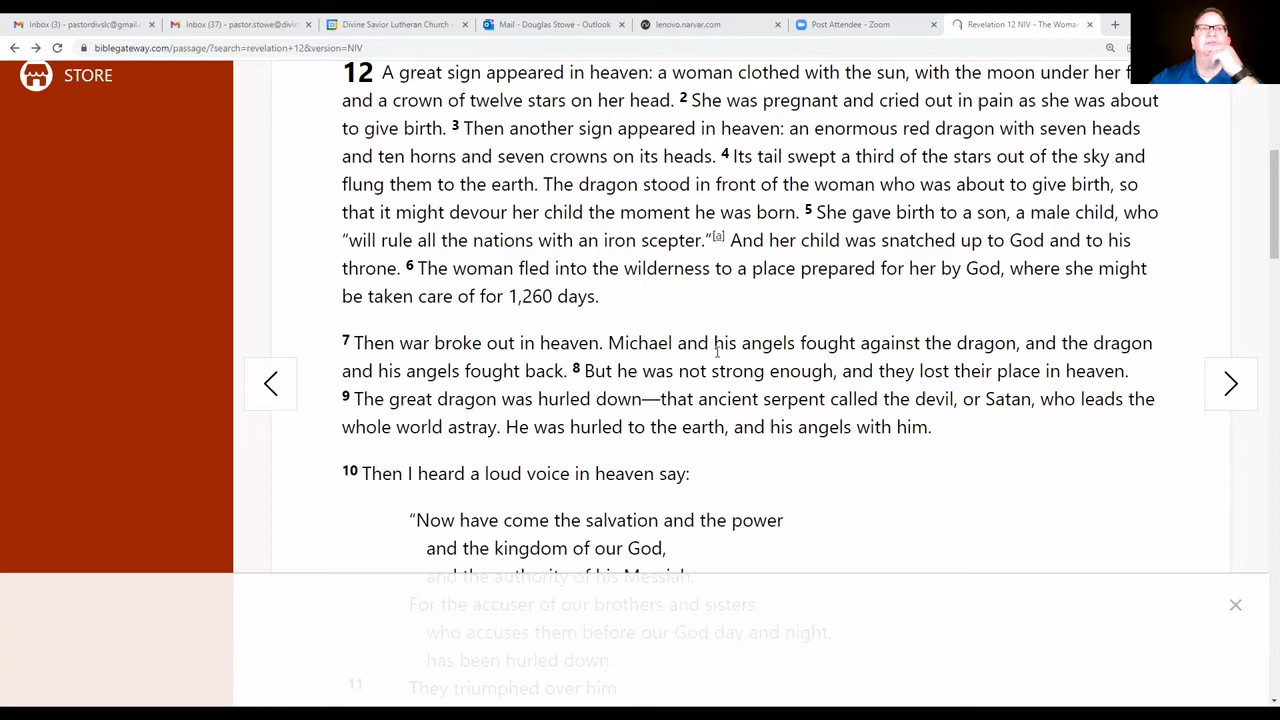 Inbox (3) - pastordivslc@gmail.
Inbox (37) - pastor.stowe@divin
Divine Savior Lutheran Church -
Mail - Douglas Stowe - Outlook
lenovo.narvar.com
Post Attendee - Zoom
Revelation 12 NIV - The Woma
biblegateway.com/passage/?search=revelation+12&version=NIV
STORE
12 A great sign appeared in heaven: a woman clothed with the sun, with the moon under her f
and a crown of twelve stars on her head. 2 She was pregnant and cried out in pain as she was about
to give birth. 3 Then another sign appeared in heaven: an enormous red dragon with seven heads
and ten horns and seven crowns on its heads. 4 Its tail swept a third of the stars out of the sky and
flung them to the earth. The dragon stood in front of the woman who was about to give birth, so
that it might devour her child the moment he was born. 5 She gave birth to a son, a male child, who
“will rule all the nations with an iron scepter.”[a] And her child was snatched up to God and to his
throne. 6 The woman fled into the wilderness to a place prepared for her by God, where she might
be taken care of for 1,260 days.
7 Then war broke out in heaven. Michael and his angels fought against the dragon, and the dragon
and his angels fought back. 8 But he was not strong enough, and they lost their place in heaven.
9 The great dragon was hurled down—that ancient serpent called the devil, or Satan, who leads the
whole world astray. He was hurled to the earth, and his angels with him.
10 Then I heard a loud voice in heaven say:
“Now have come the salvation and the power
and the kingdom of our God,
and the authority of his Messiah.
For the accuser of our brothers and sisters,
who accuses them before our God day and night,
has been hurled down.
11 They triumphed over him